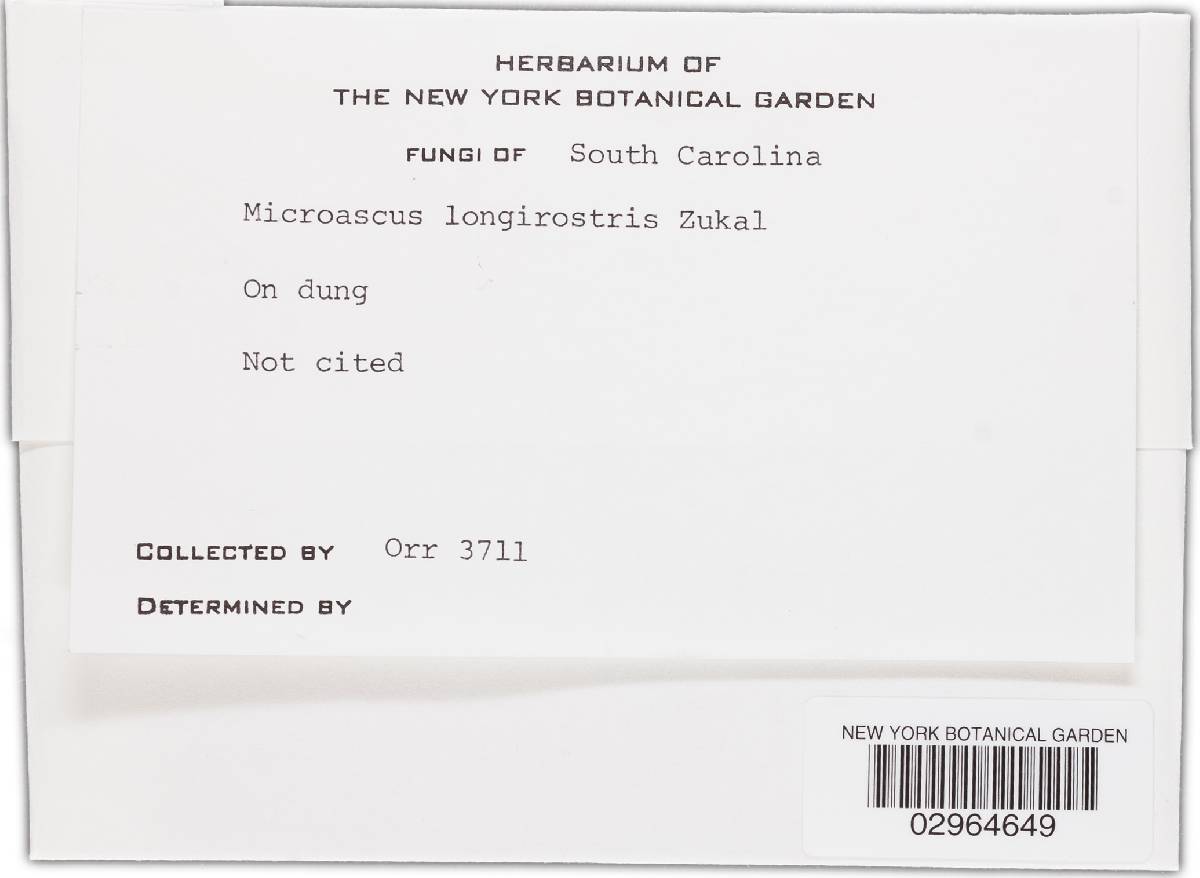 HERBARIUM OF
THE NEW YORK BOTANICAL GARDEN
FUNGI OF South Carolina
Microascus longirostris Zukal
On dung
Not cited
COLLECTED BY Orr 3711
DETERMINED BY
NEW YORK BOTANICAL GARDEN
02964649